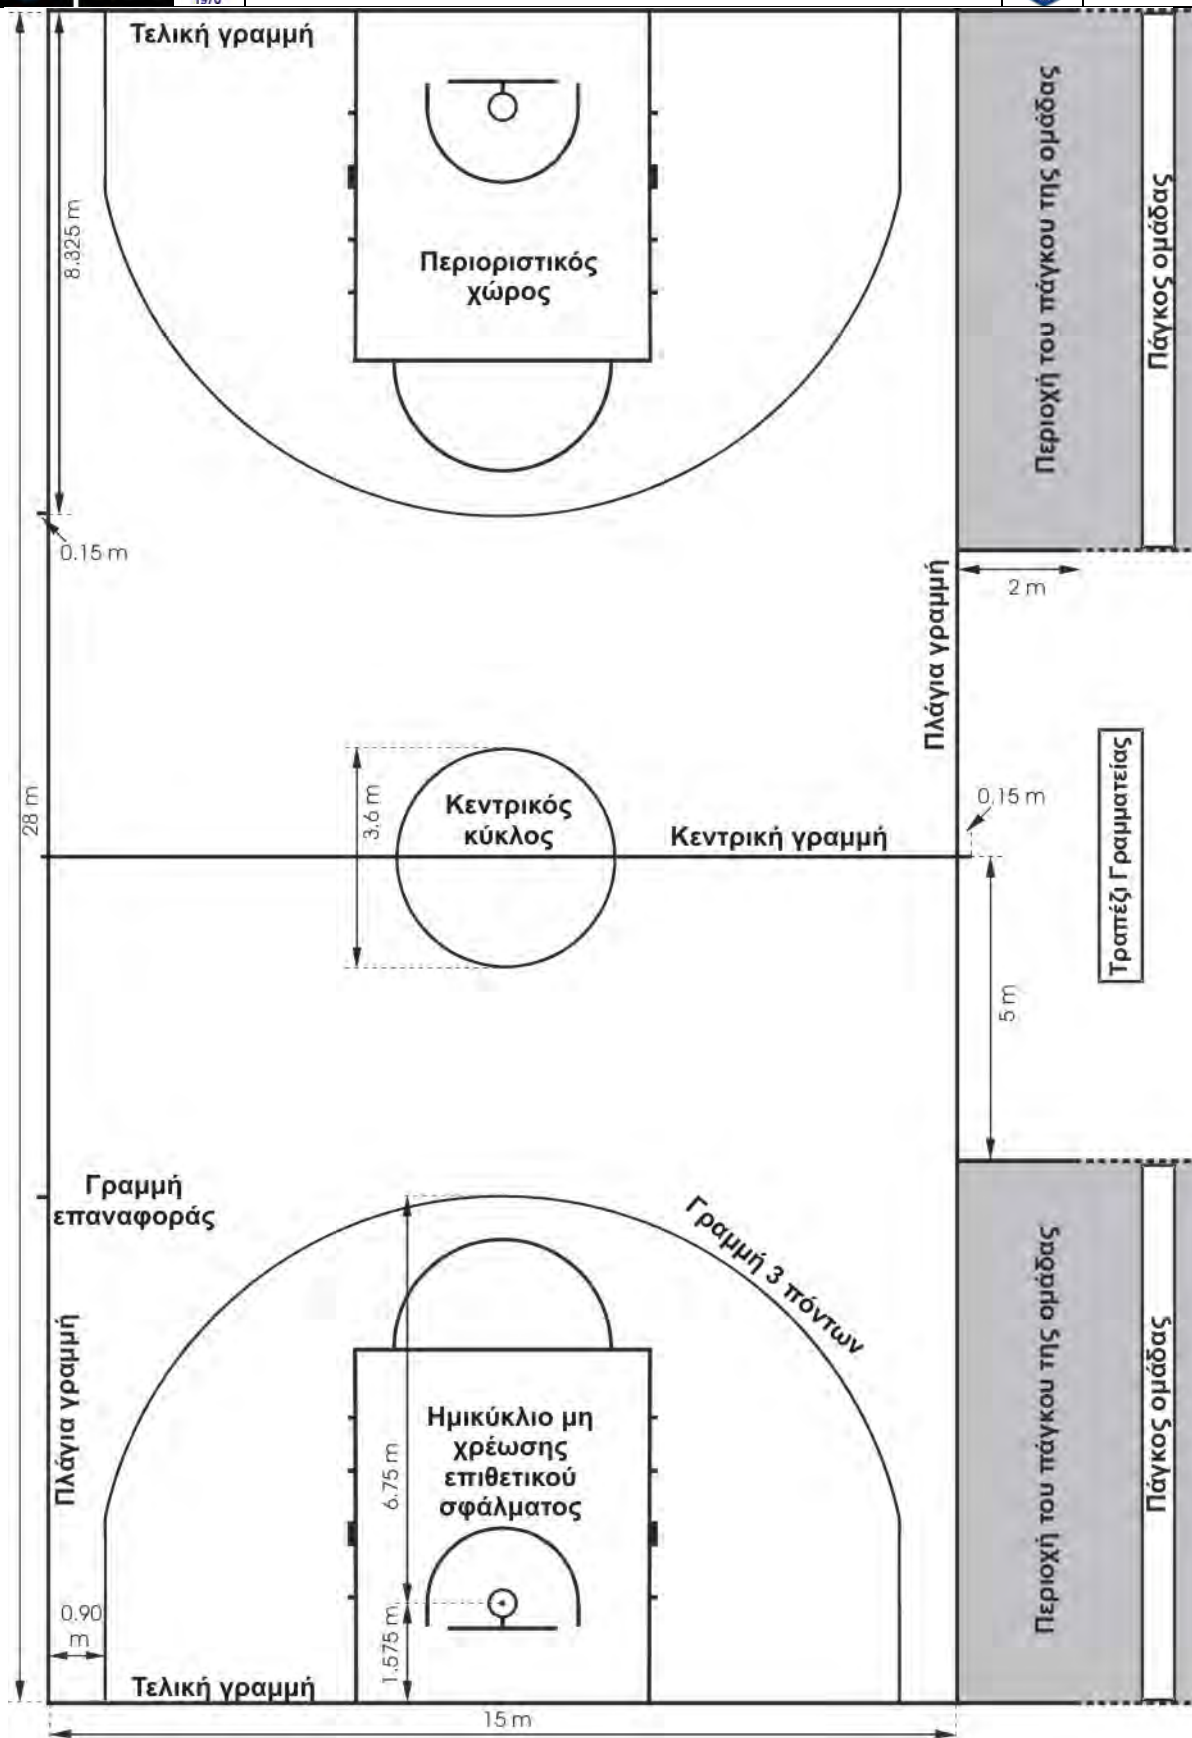 1970
Τελική γραμμή
Περιοχή του πάγκου της ομάδας
Πάγκος ομάδας
8.325 m
Περιοριστικός
χώρος
0.15 m
2 m
Πλάγια γραμμή
28 m
3.6 m
Κεντρικός
κύκλος
Κεντρική γραμμή
0.15 m
Τραπέζι Γραμματείας
5 m
Γραμμή
επαναφοράς
Γραμμή 3 πόντων
Πλάγια γραμμή
Ημικύκλιο μη
χρέωσης
επιθετικού
σφάλματος
6.75 m
Περιοχή του πάγκου της ομάδας
Πάγκος ομάδας
0.90
m
1.575 m
Τελική γραμμή
15 m